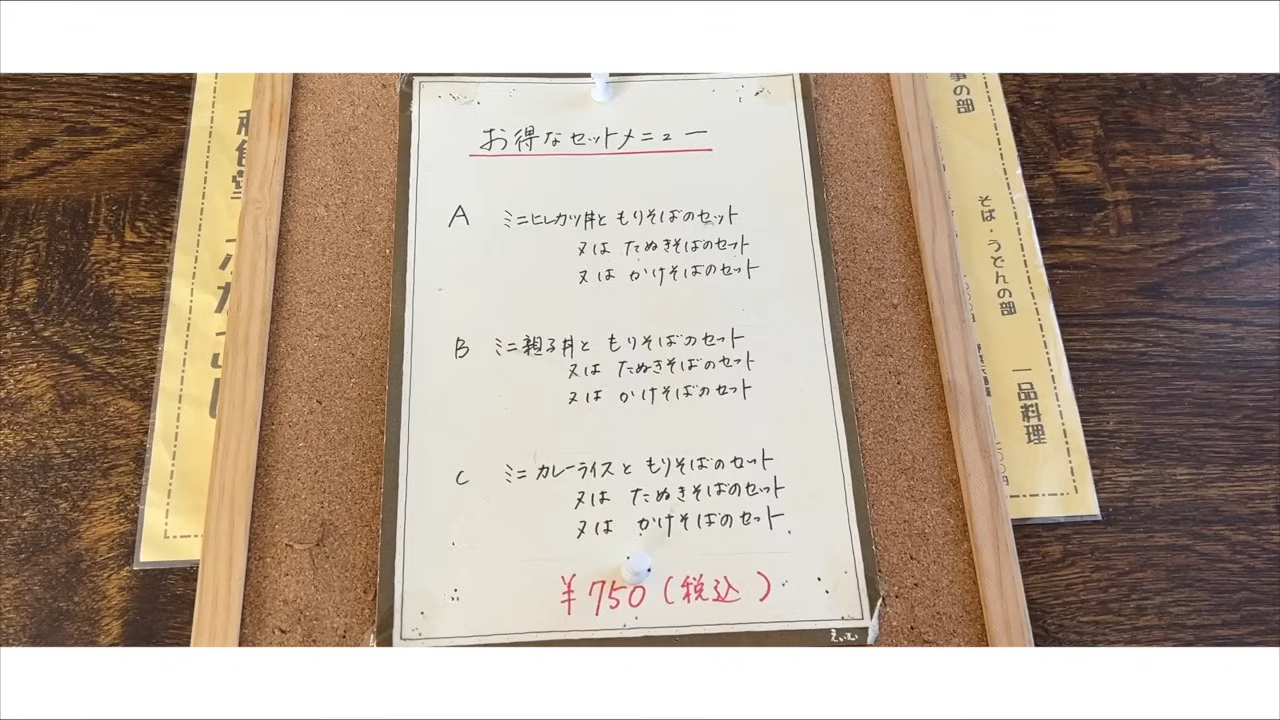 お得なセットメニュー
A ミニヒレカツ丼と もりそばのセット
又は たぬきそばのセット
又は かけそばのセット
B ミニ親子丼と もりそばのセット
又は たぬきそばのセット
又は かけそばのセット
C ミニカレーライスと もりそばのセット
又は たぬきそばのセット
又は かけそばのセット
¥750(税込)
の部
そば・うどんの部
一品料理